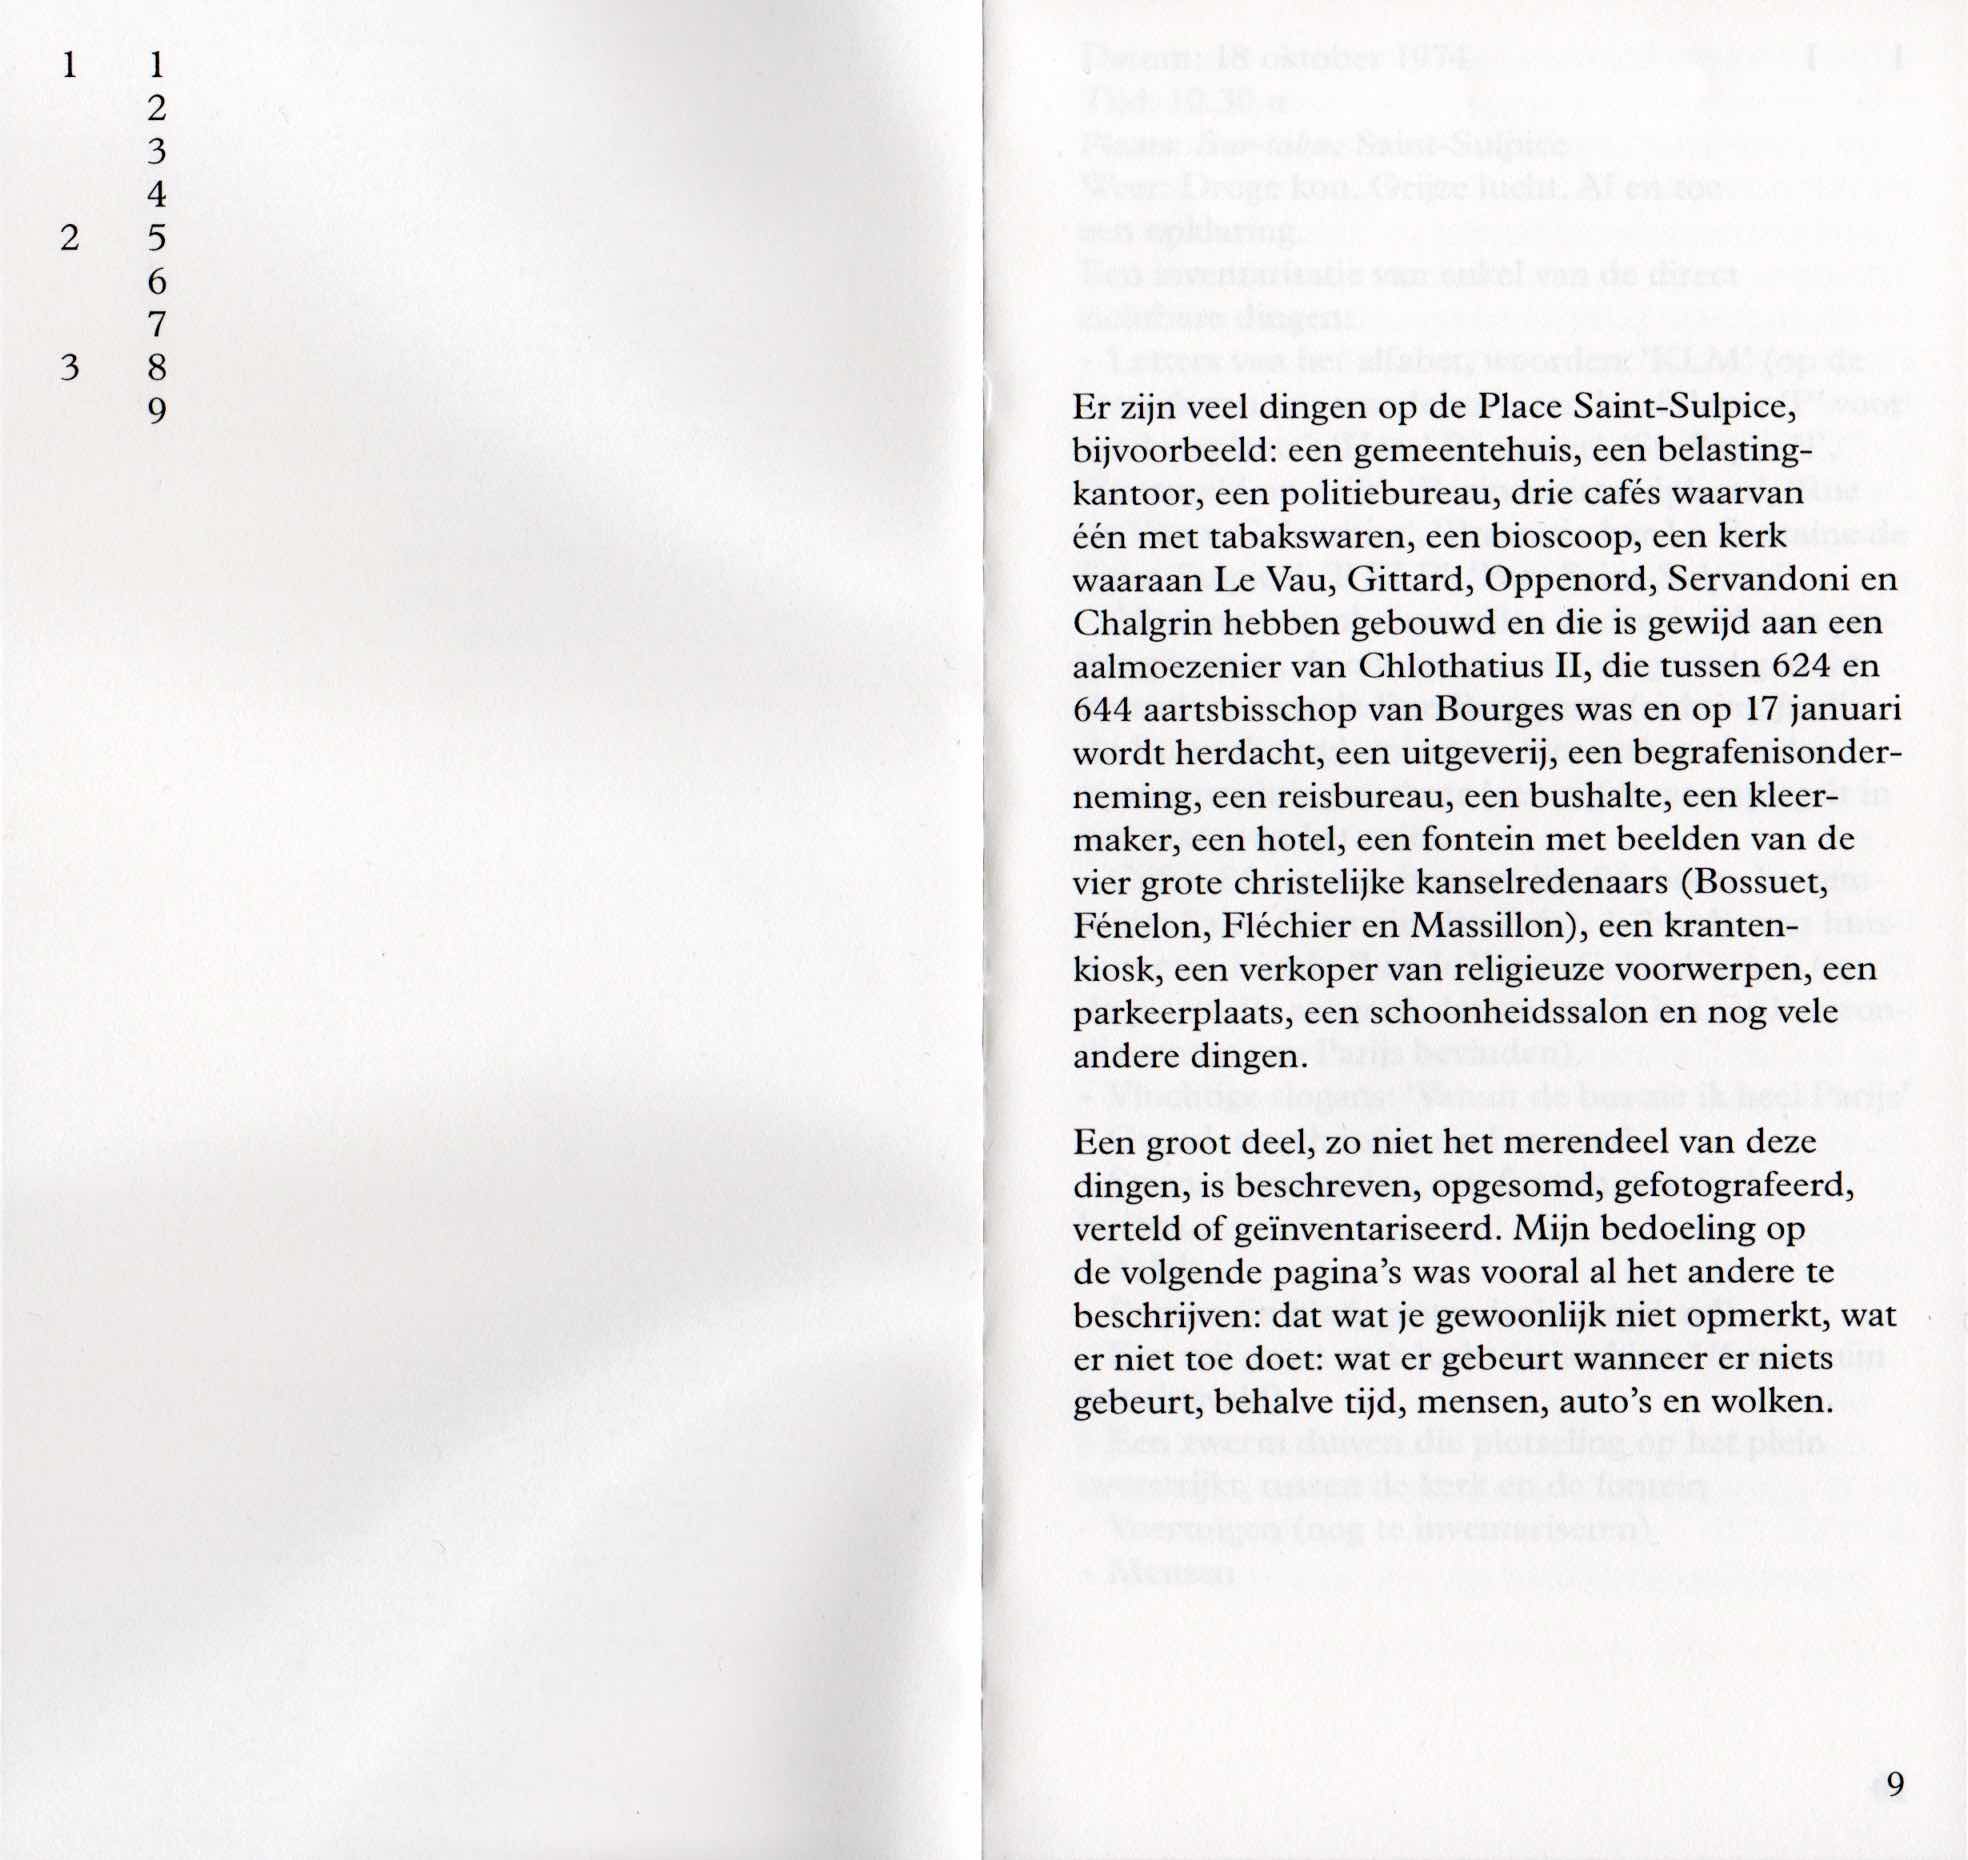 1 1
2
3
4
2 5
6
7
3 8
9
Er zijn veel dingen op de Place Saint-Sulpice,
bijvoorbeeld: een gemeentehuis, een belasting-
kantoor, een politiebureau, drie cafés waarvan
één met tabakswaren, een bioscoop, een kerk
waaraan Le Vau, Gittard, Oppenord, Servandoni en
Chalgrin hebben gebouwd en die is gewijd aan een
aalmoezenier van Chlothatius II, die tussen 624 en
644 aartsbisschop van Bourges was en op 17 januari
wordt herdacht, een uitgeverij, een begrafenisonder-
neming, een reisbureau, een bushalte, een kleer-
maker, een hotel, een fontein met beelden van de
vier grote christelijke kanselredenaars (Bossuet,
Fénelon, Fléchier en Massillon), een kranten-
kiosk, een verkoper van religieuze voorwerpen, een
parkeerplaats, een schoonheidssalon en nog vele
andere dingen.
Een groot deel, zo niet het merendeel van deze
dingen, is beschreven, opgesomd, gefotografeerd,
verteld of geïnventariseerd. Mijn bedoeling op
de volgende pagina's was vooral al het andere te
beschrijven: dat wat je gewoonlijk niet opmerkt, wat
er niet toe doet: wat er gebeurt wanneer er niets
gebeurt, behalve tijd, mensen, auto's en wolken.
9